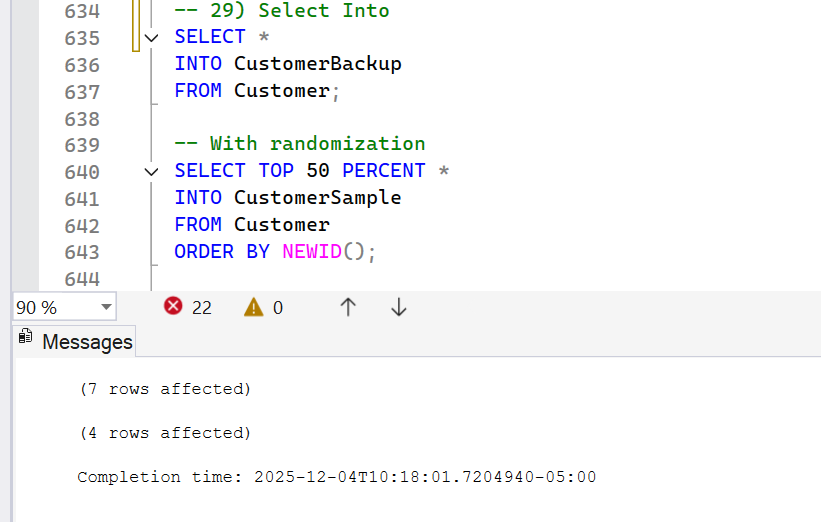 634 -- 29) Select Into
635 SELECT *
636 INTO CustomerBackup
637 FROM Customer;
638
639 -- With randomization
640 SELECT TOP 50 PERCENT *
641 INTO CustomerSample
642 FROM Customer
643 ORDER BY NEWID();
644
90 % 22 0
Messages
(7 rows affected)
(4 rows affected)
Completion time: 2025-12-04T10:18:01.7204940-05:00